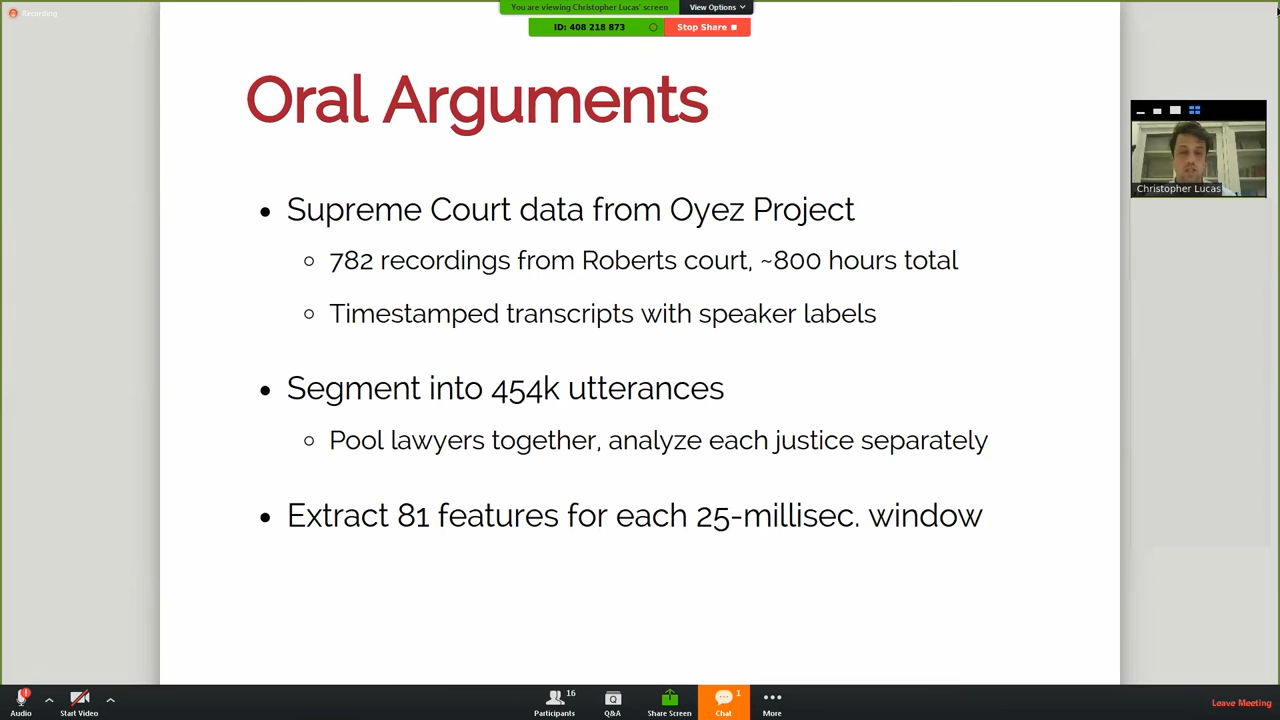 Recording
You are viewing Christopher Lucas' screen
View Options
ID: 408 218 873
Stop Share
Oral Arguments
Supreme Court data from Oyez Project
782 recordings from Roberts court, ~800 hours total
Timestamped transcripts with speaker labels
Segment into 454k utterances
Pool lawyers together, analyze each justice separately
Extract 81 features for each 25-millisec. window
Christopher Lucas
Audio
Start Video
16
Participants
Q&A
Share Screen
1
Chat
More
Leave Meeting